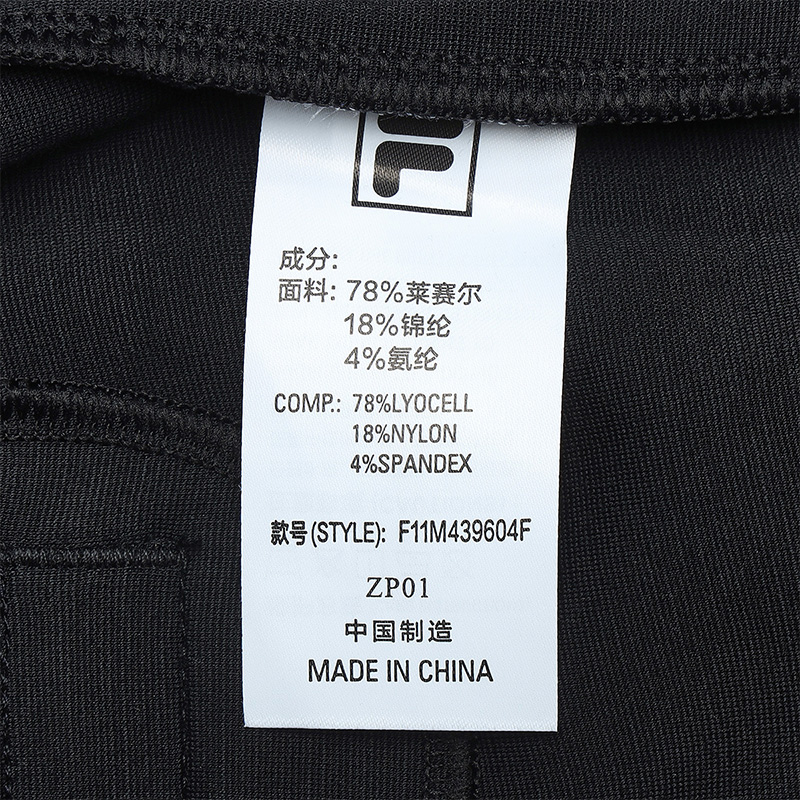 成分:
面料: 78%莱赛尔
18%锦纶
4%氨纶
COMP.: 78%LYOCELL
18%NYLON
4%SPANDEX
款号(STYLE): F11M439604F
ZP01
中国制造
MADE IN CHINA